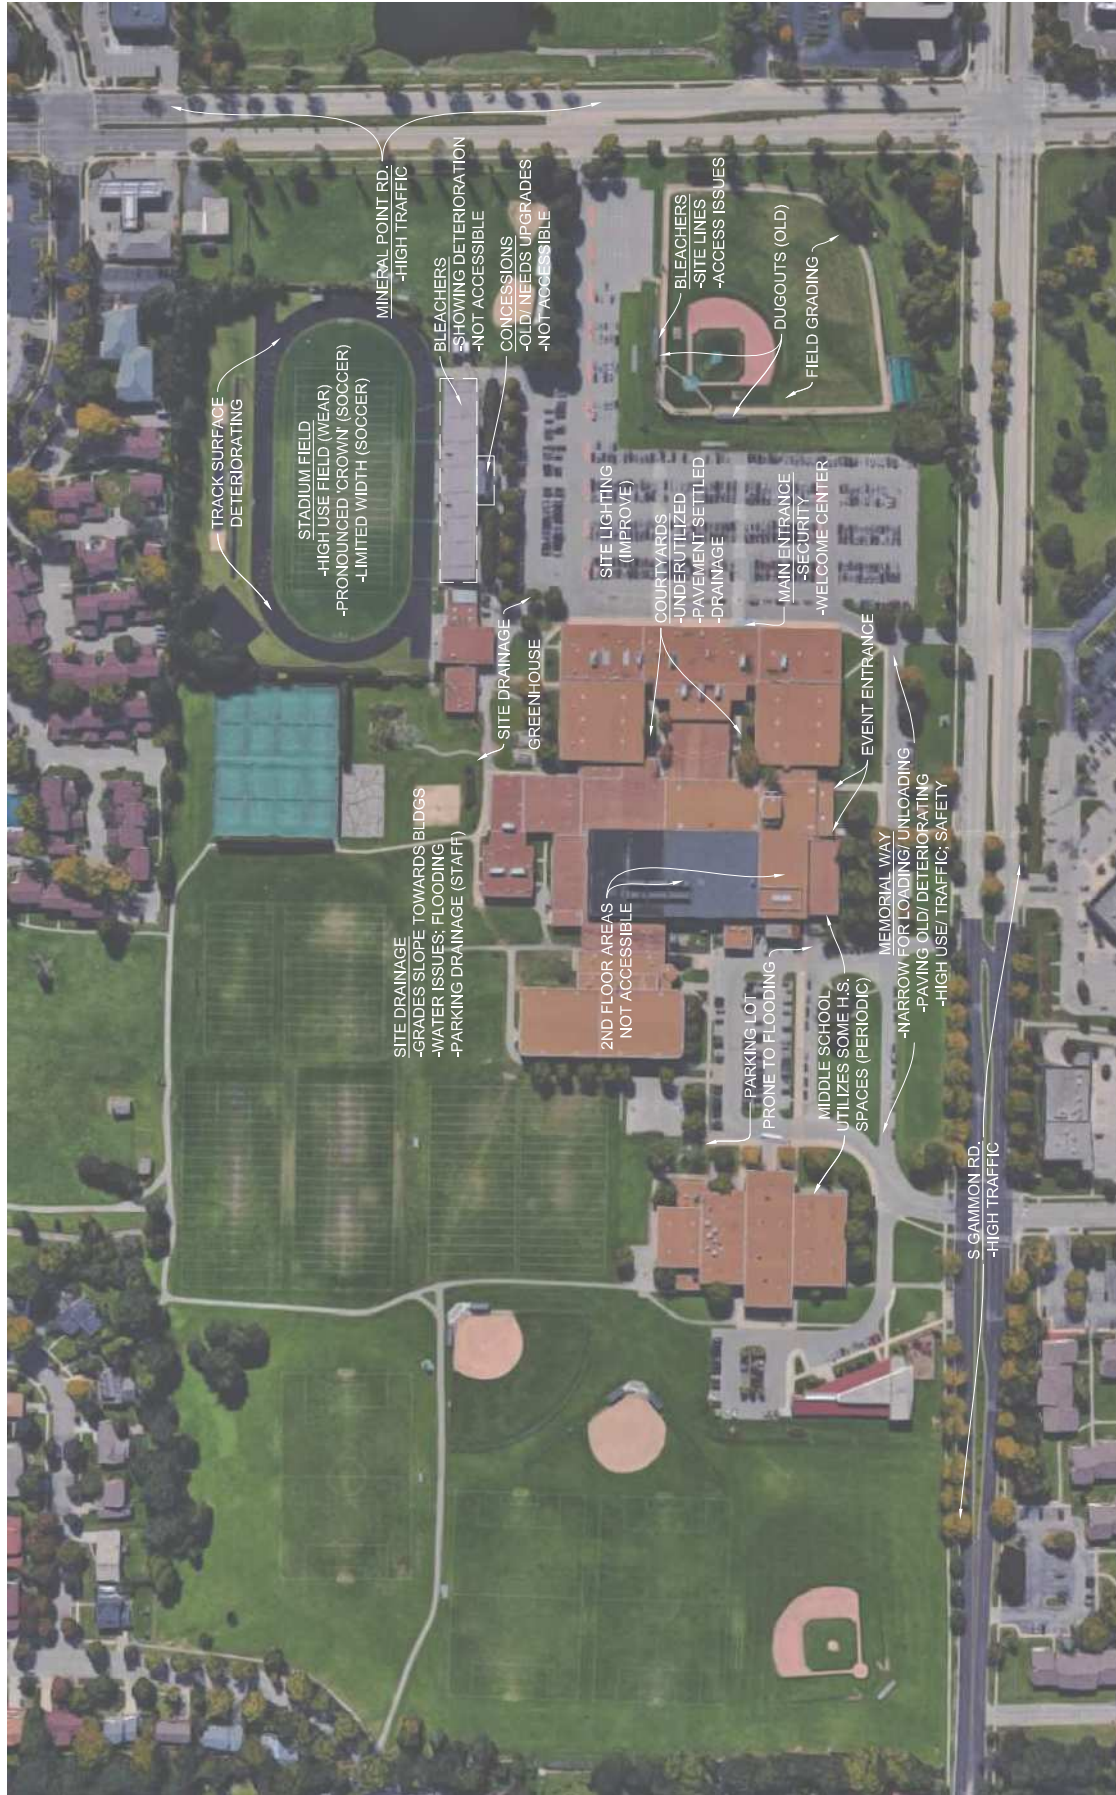 MINERAL POINT RD.
-HIGH TRAFFIC
TRACK SURFACE
DETERIORATING
STADIUM FIELD
-HIGH USE FIELD (WEAR)
-PRONOUNCED 'CROWN' (SOCCER)
-LIMITED WIDTH (SOCCER)
BLEACHERS
-SHOWING DETERIORATION
-NOT ACCESSIBLE
CONCESSIONS
-OLD/ NEEDS UPGRADES
-NOT ACCESSIBLE
BLEACHERS
-SITE LINES
-ACCESS ISSUES
DUGOUTS (OLD)
FIELD GRADING
SITE LIGHTING
(IMPROVE)
COURTYARDS
-UNDERUTILIZED
-PAVEMENT SETTLED
-DRAINAGE
MAIN ENTRANCE
-SECURITY
-WELCOME CENTER
SITE DRAINAGE
GREENHOUSE
EVENT ENTRANCE
SITE DRAINAGE
-GRADES SLOPE TOWARDS BLDGS
-WATER ISSUES; FLOODING
-PARKING DRAINAGE (STAFF)
2ND FLOOR AREAS
NOT ACCESSIBLE
PARKING LOT
PRONE TO FLOODING
MIDDLE SCHOOL
UTILIZES SOME H.S.
SPACES (PERIODIC)
MEMORIAL WAY
-NARROW FOR LOADING/ UNLOADING
-PAVING OLD/ DETERIORATING
-HIGH USE/ TRAFFIC; SAFETY
S GAMMON RD.
-HIGH TRAFFIC